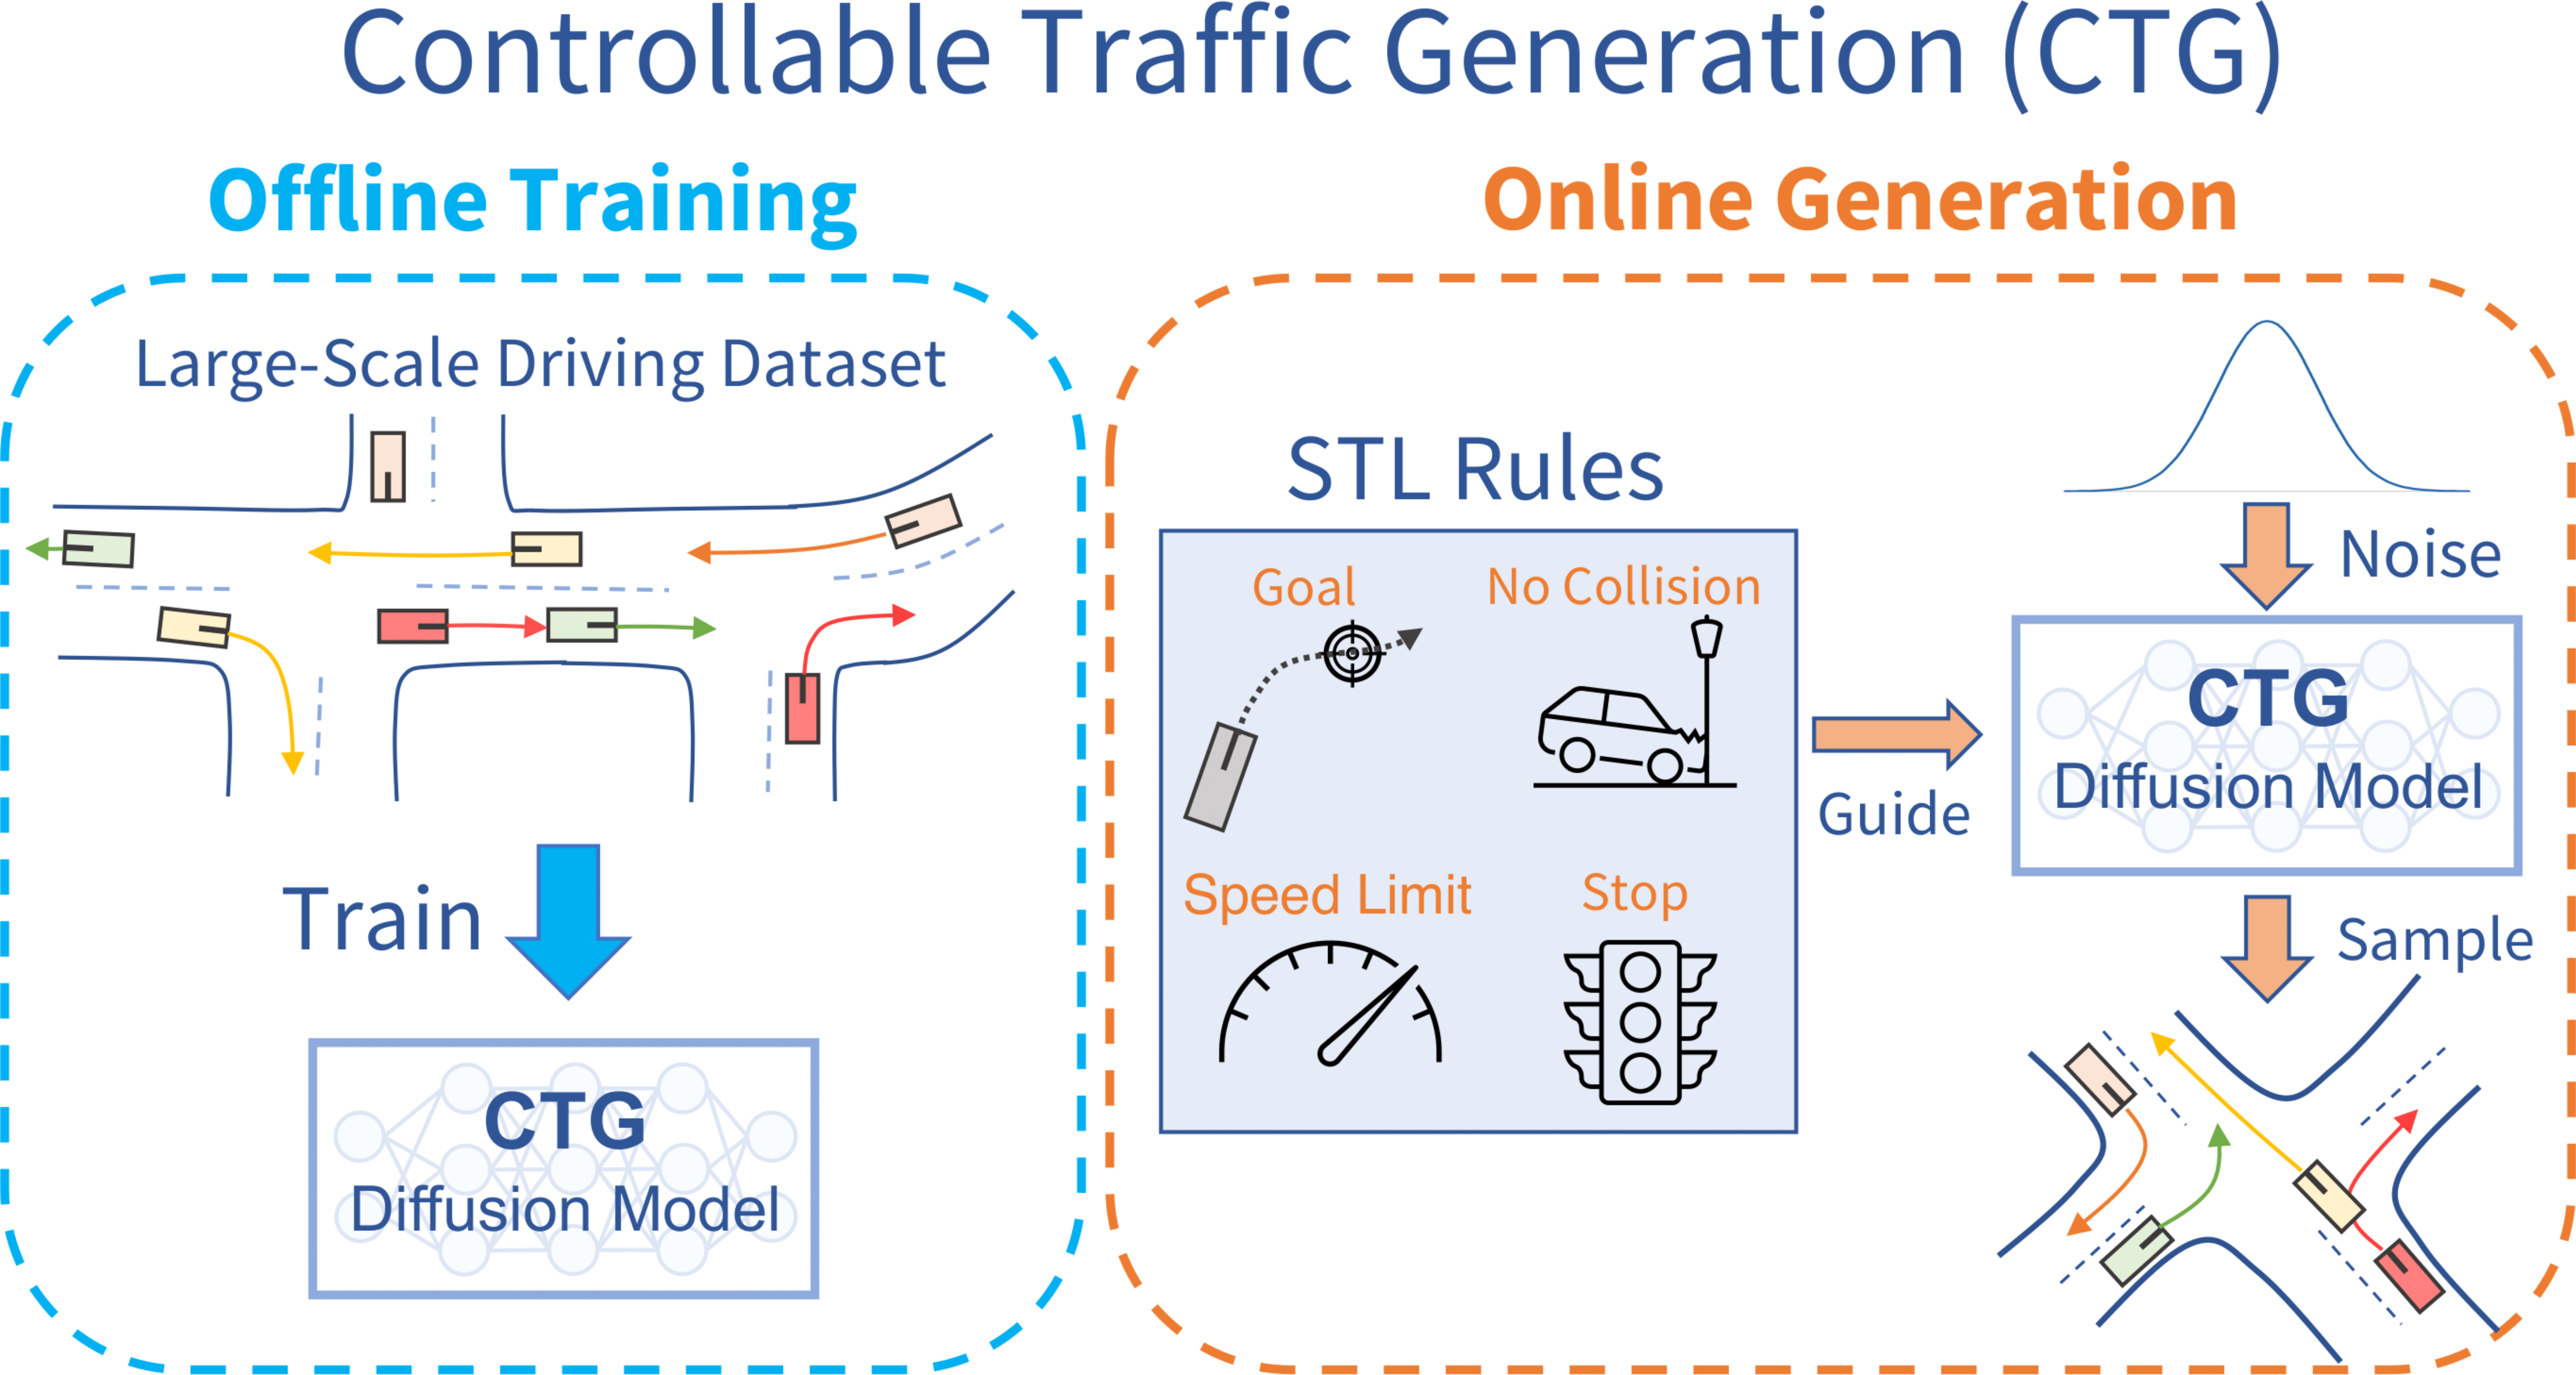 Controllable Traffic Generation (CTG)
Offline Training
Large-Scale Driving Dataset
Train
CTG
Diffusion Model
Online Generation
STL Rules
Goal
No Collision
Speed Limit
Stop
Guide
Noise
CTG
Diffusion Model
Sample